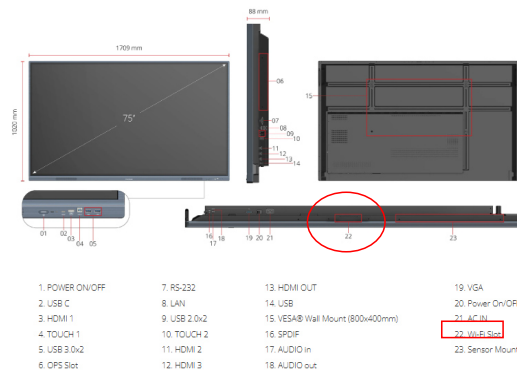 88 mm
1709 mm
1020 mm
75"
06
15
07
08
09
10
11
12
13
14
01
02
03
04
05
16
17
18
19
20
21
22
23
1. POWER ON/OFF
2. USB C
3. HDMI 1
4. TOUCH 1
5. USB 3.0x2
6. OPS Slot
7. RS-232
8. LAN
9. USB 2.0x2
10. TOUCH 2
11. HDMI 2
12. HDMI 3
13. HDMI OUT
14. USB
15. VESA® Wall Mount (800x400mm)
16. SPDIF
17. AUDIO in
18. AUDIO out
19. VGA
20. Power On/OFF
21. AC IN
22. Wi-Fi Slot
23. Sensor Mount